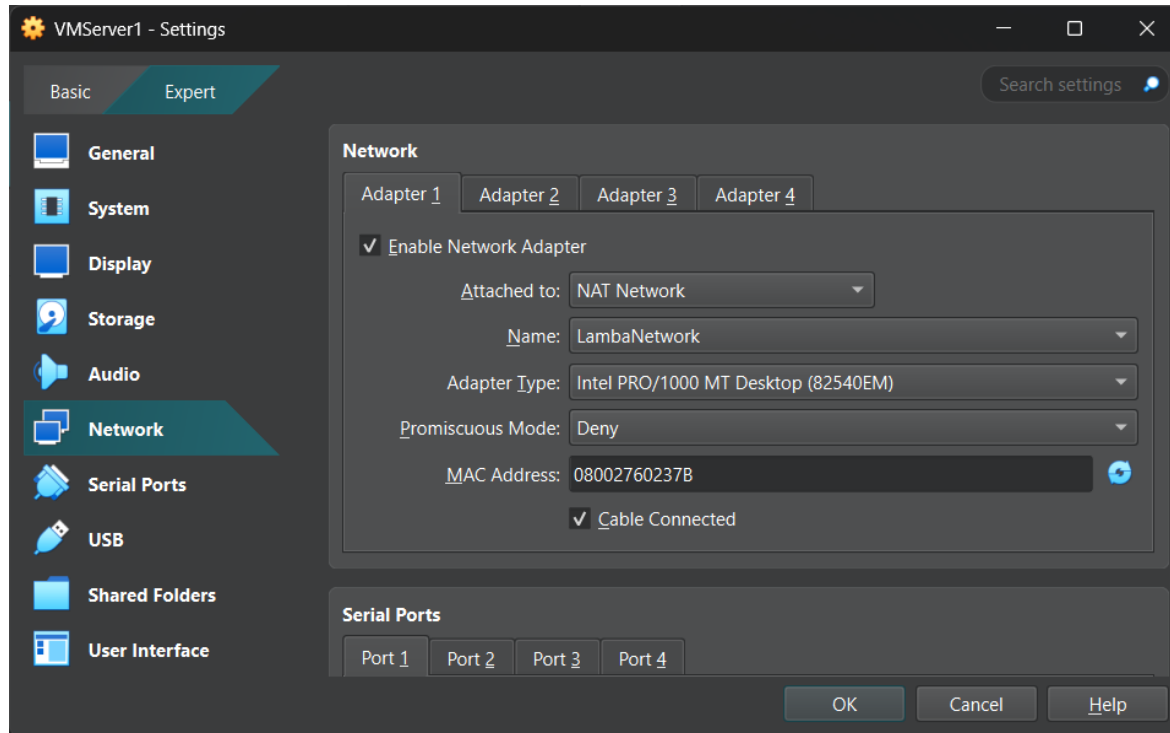 VMServer1 - Settings
Basic
Expert
Search settings
General
System
Display
Storage
Audio
Network
Serial Ports
USB
Shared Folders
User Interface
Network
Adapter 1 Adapter 2 Adapter 3 Adapter 4
Enable Network Adapter
Attached to: NAT Network
Name: LambaNetwork
Adapter Type: Intel PRO/1000 MT Desktop (82540EM)
Promiscuous Mode: Deny
MAC Address: 08002760237B
Cable Connected
Serial Ports
Port 1 Port 2 Port 3 Port 4
OK Cancel Help